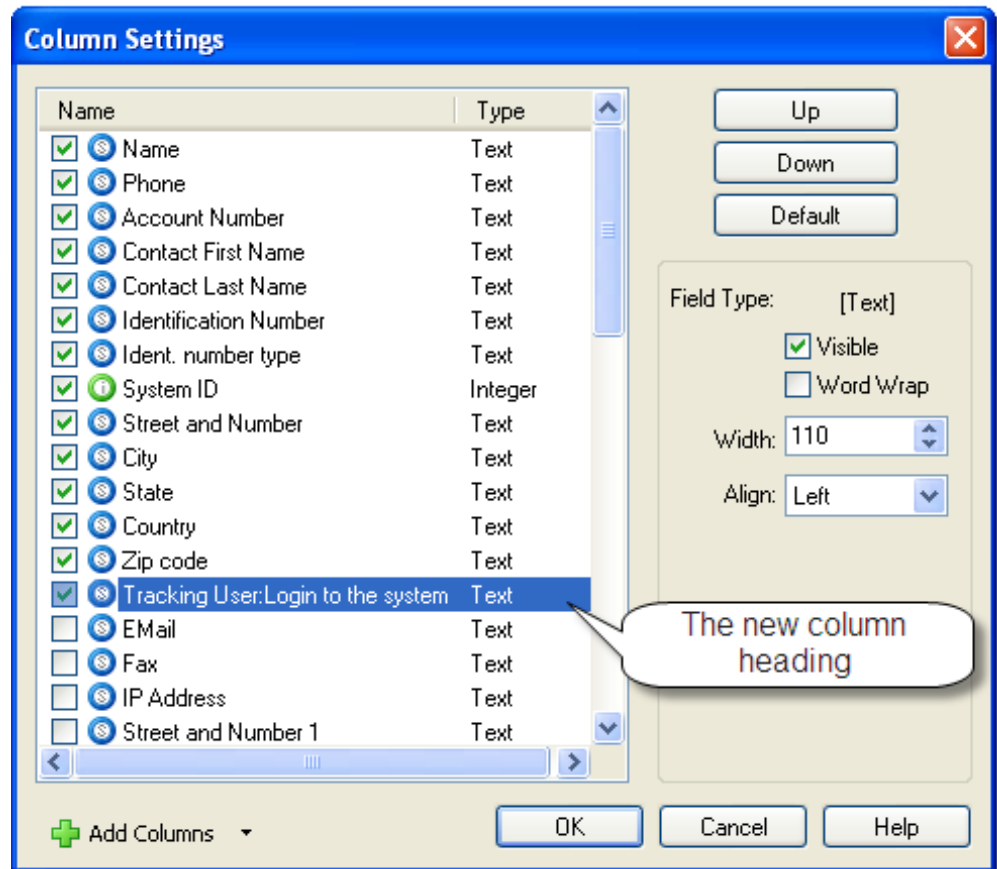 Column Settings
Name Type
Name Text
Phone Text
Account Number Text
Contact First Name Text
Contact Last Name Text
Identification Number Text
Ident. number type Text
System ID Integer
Street and Number Text
City Text
State Text
Country Text
Zip code Text
Tracking User:Login to the system Text
EMail Text
Fax Text
IP Address Text
Street and Number 1 Text
Add Columns
Up
Down
Default
Field Type: [Text]
Visible
Word Wrap
Width: 110
Align: Left
The new column
heading
OK Cancel Help